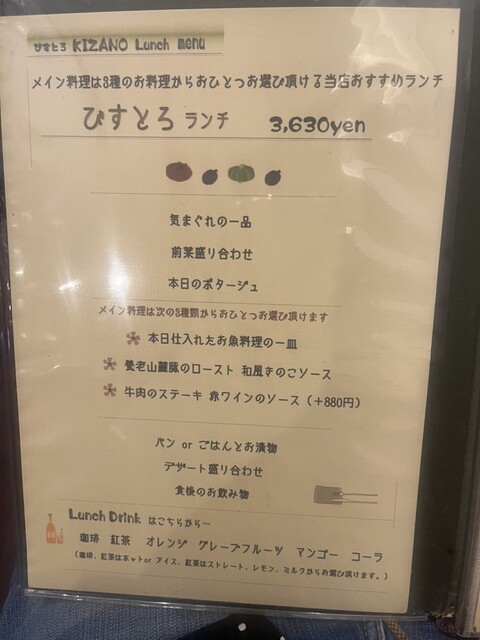 びすとろ KIZANO Lunch menu
メイン料理は3種のお料理からおひとつお選び頂ける当店おすすめランチ
びすとろ ランチ 3,630yen
気まぐれの一品
前菜盛り合わせ
本日のポタージュ
メイン料理は次の3種類からおひとつお選び頂けます
本日仕入れたお魚料理の一皿
養老山麓豚のロースト 和風きのこソース
牛肉のステーキ 赤ワインのソース（+880円）
パン or ごはんとお漬物
デザート盛り合わせ
食後のお飲み物
Lunch Drink はこちらから…
珈琲 紅茶 オレンジ グレープフルーツ マンゴー コーラ
（珈琲、紅茶はホットor アイス、紅茶はストレート、レモン、ミルクからお選び頂けます。）